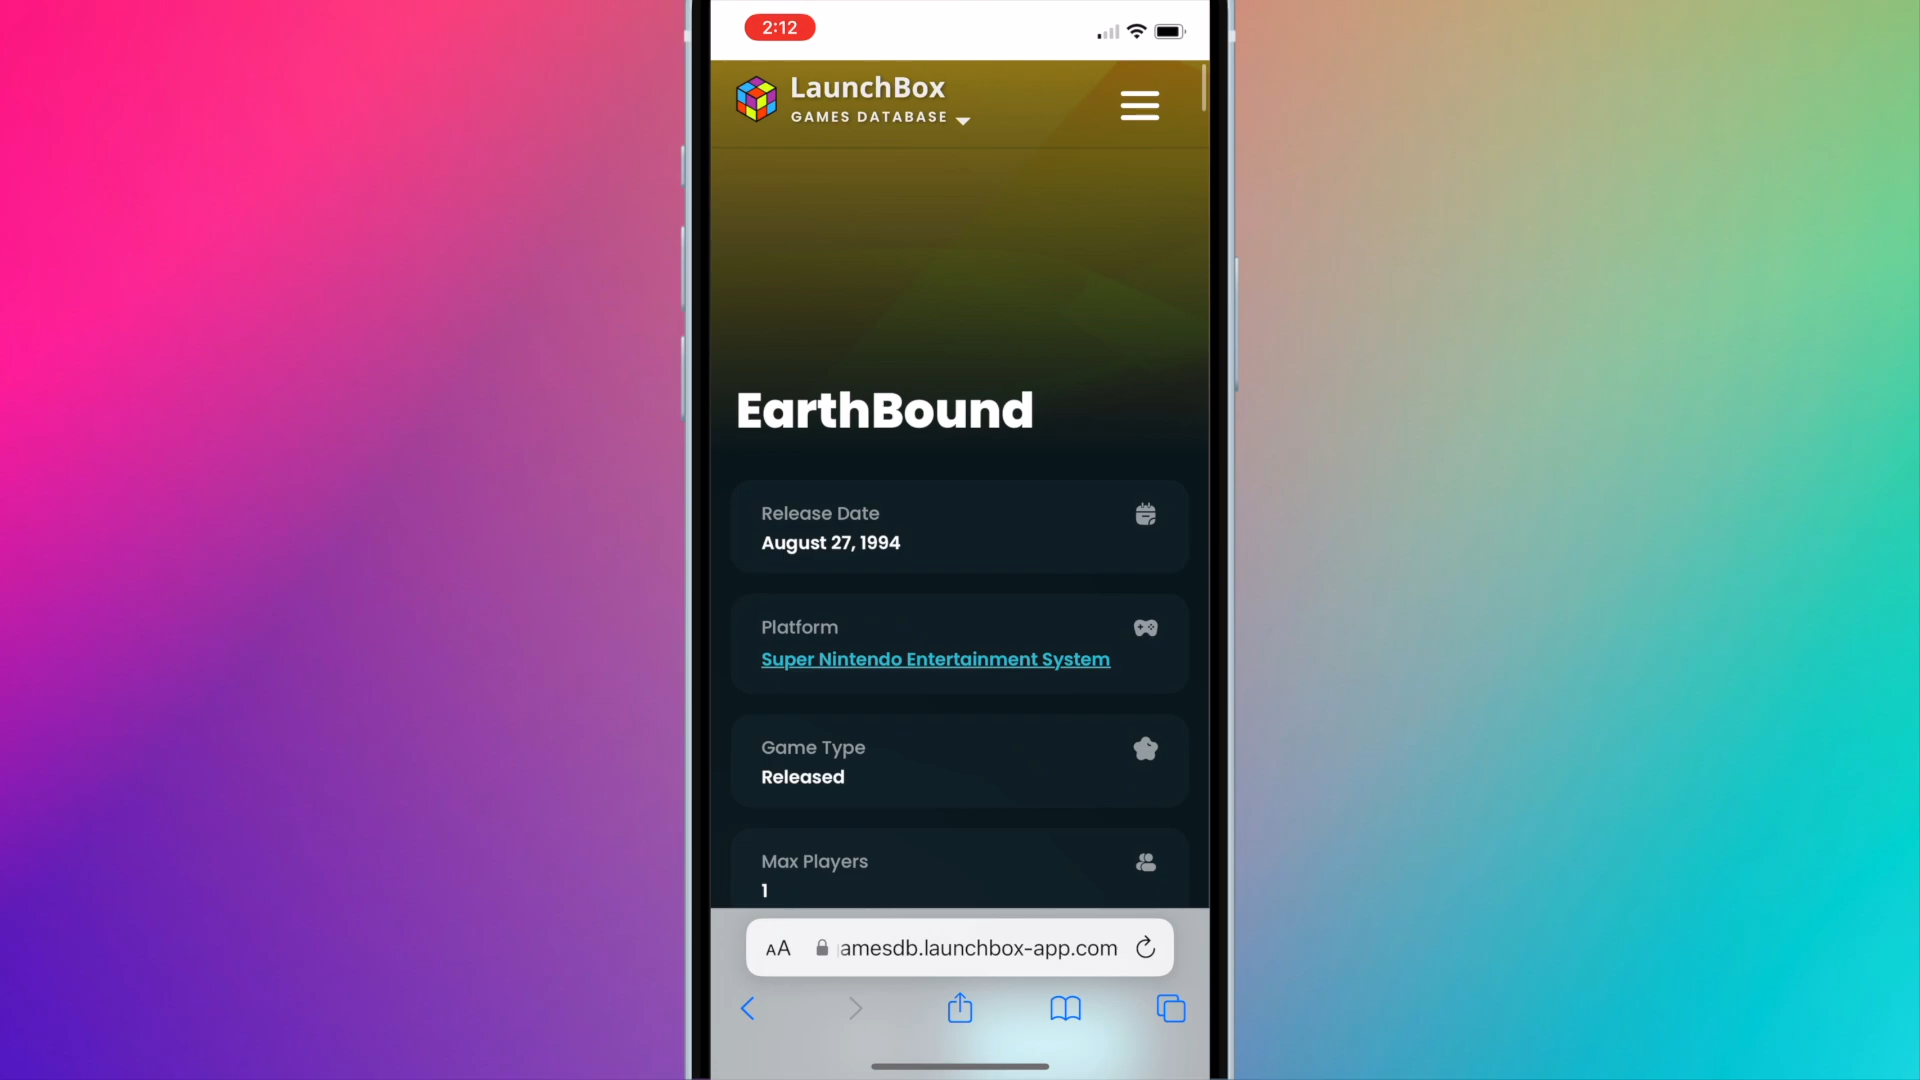 2:12
LaunchBox
GAMES DATABASE
EarthBound
Release Date
August 27, 1994
Platform
Super Nintendo Entertainment System
Game Type
Released
Max Players
1
AA amesdb.launchbox-app.com